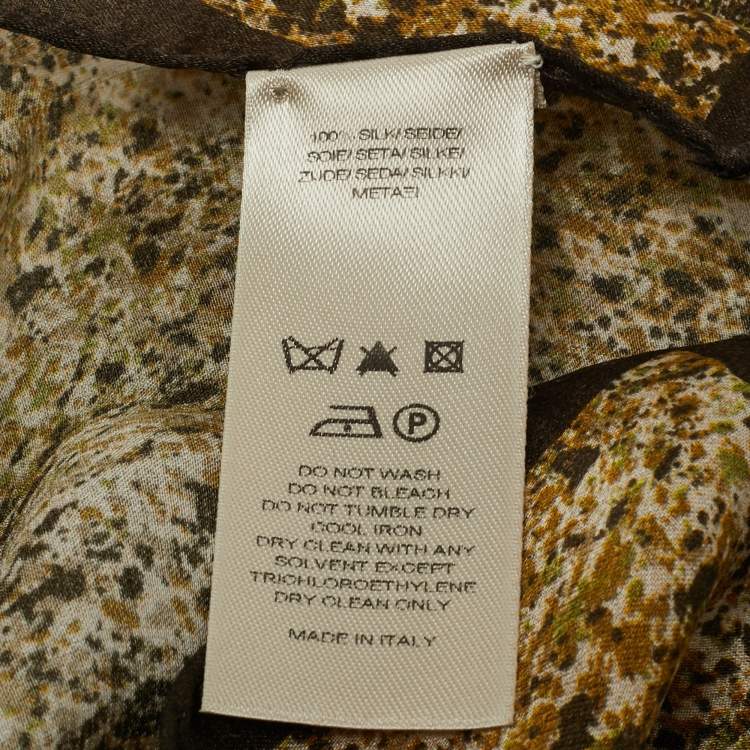 100% SILK/ SEIDE/
SOIE/ SETA/ SILKE/
ZIJDE/ SEDA/ SILKKI/
METAEI
P
DO NOT WASH
DO NOT BLEACH
DO NOT TUMBLE DRY
COOL IRON
DRY CLEAN WITH ANY
SOLVENT EXCEPT
TRICHLOROETHYLENE
DRY CLEAN ONLY
MADE IN ITALY